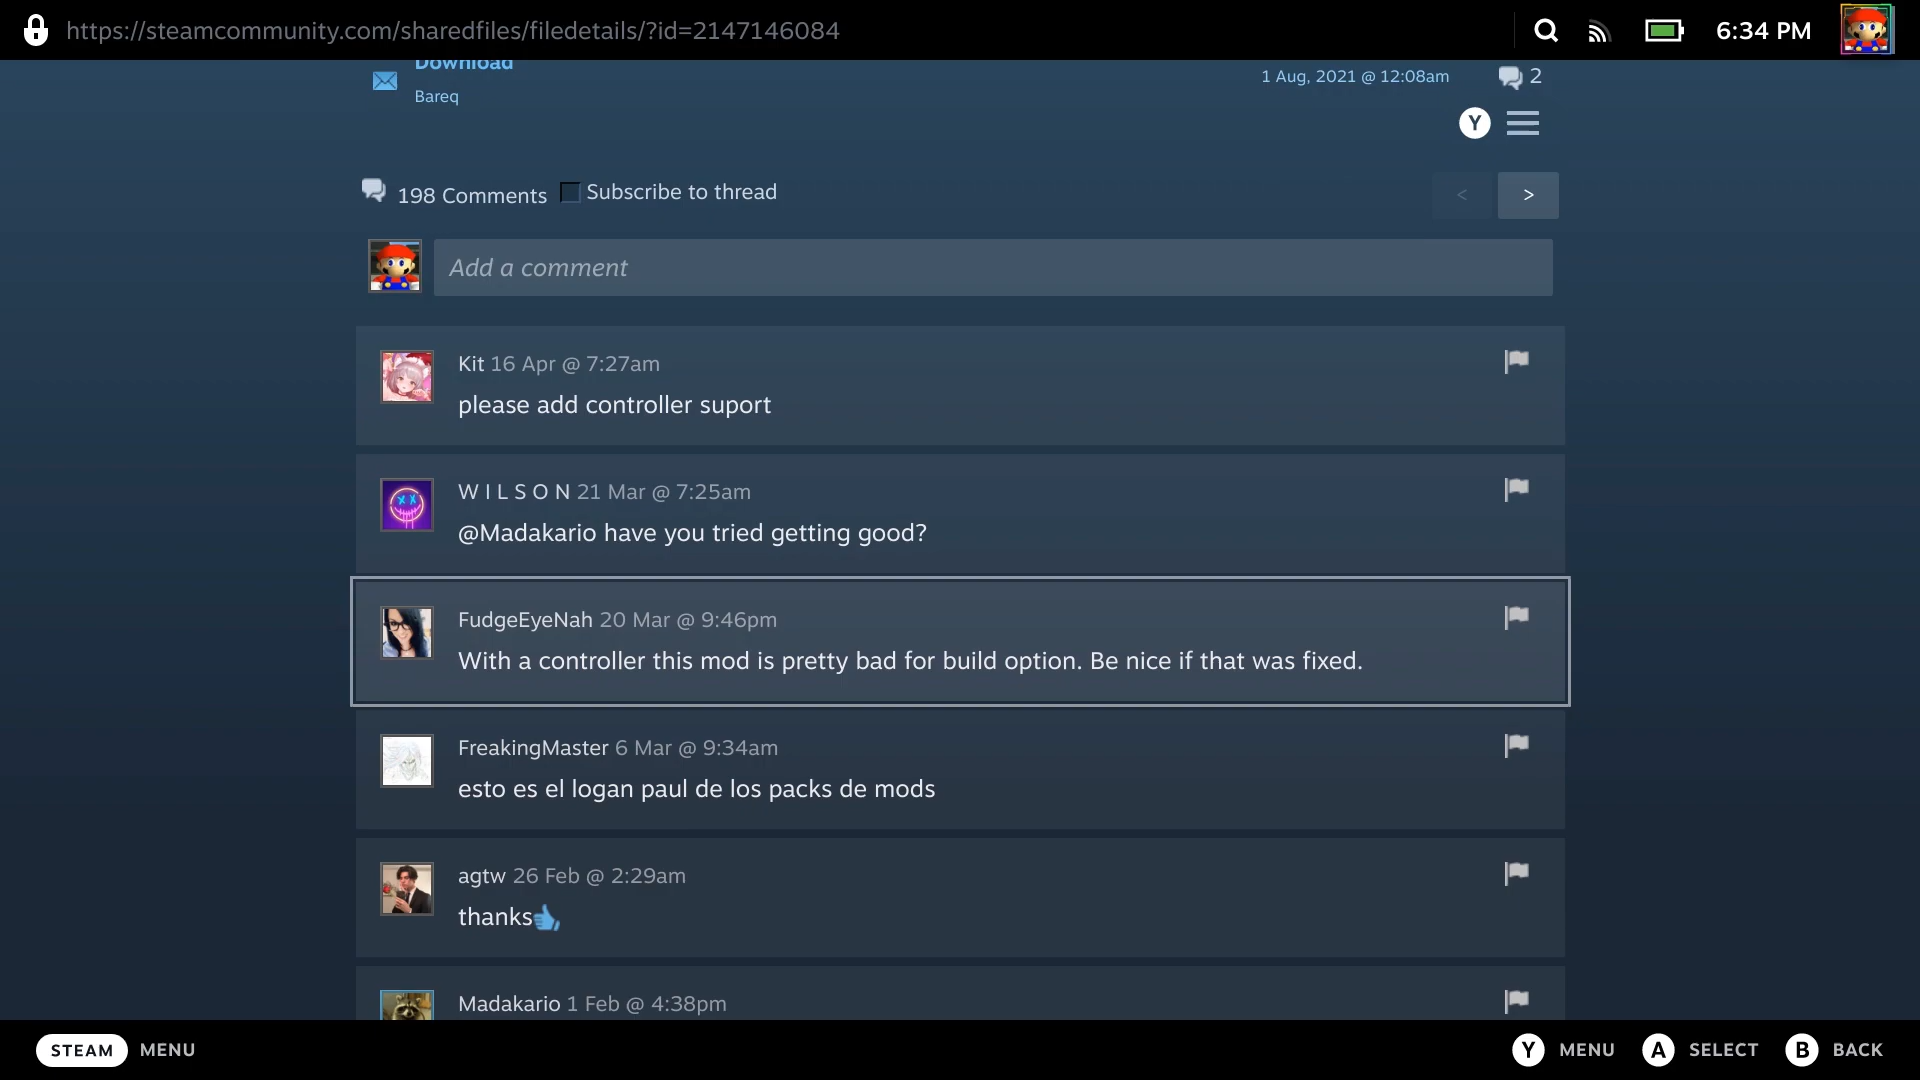 https://steamcommunity.com/sharedfiles/filedetails/?id=2147146084
6:34 PM
Download
1 Aug, 2021 @ 12:08am
2
Bareq
Y
198 Comments
Subscribe to thread
<
>
Add a comment
Kit 16 Apr @ 7:27am
please add controller suport
W I L S O N 21 Mar @ 7:25am
@Madakario have you tried getting good?
FudgeEyeNah 20 Mar @ 9:46pm
With a controller this mod is pretty bad for build option. Be nice if that was fixed.
FreakingMaster 6 Mar @ 9:34am
esto es el logan paul de los packs de mods
agtw 26 Feb @ 2:29am
thanks👍
Madakario 1 Feb @ 4:38pm
STEAM MENU
Y MENU A SELECT B BACK